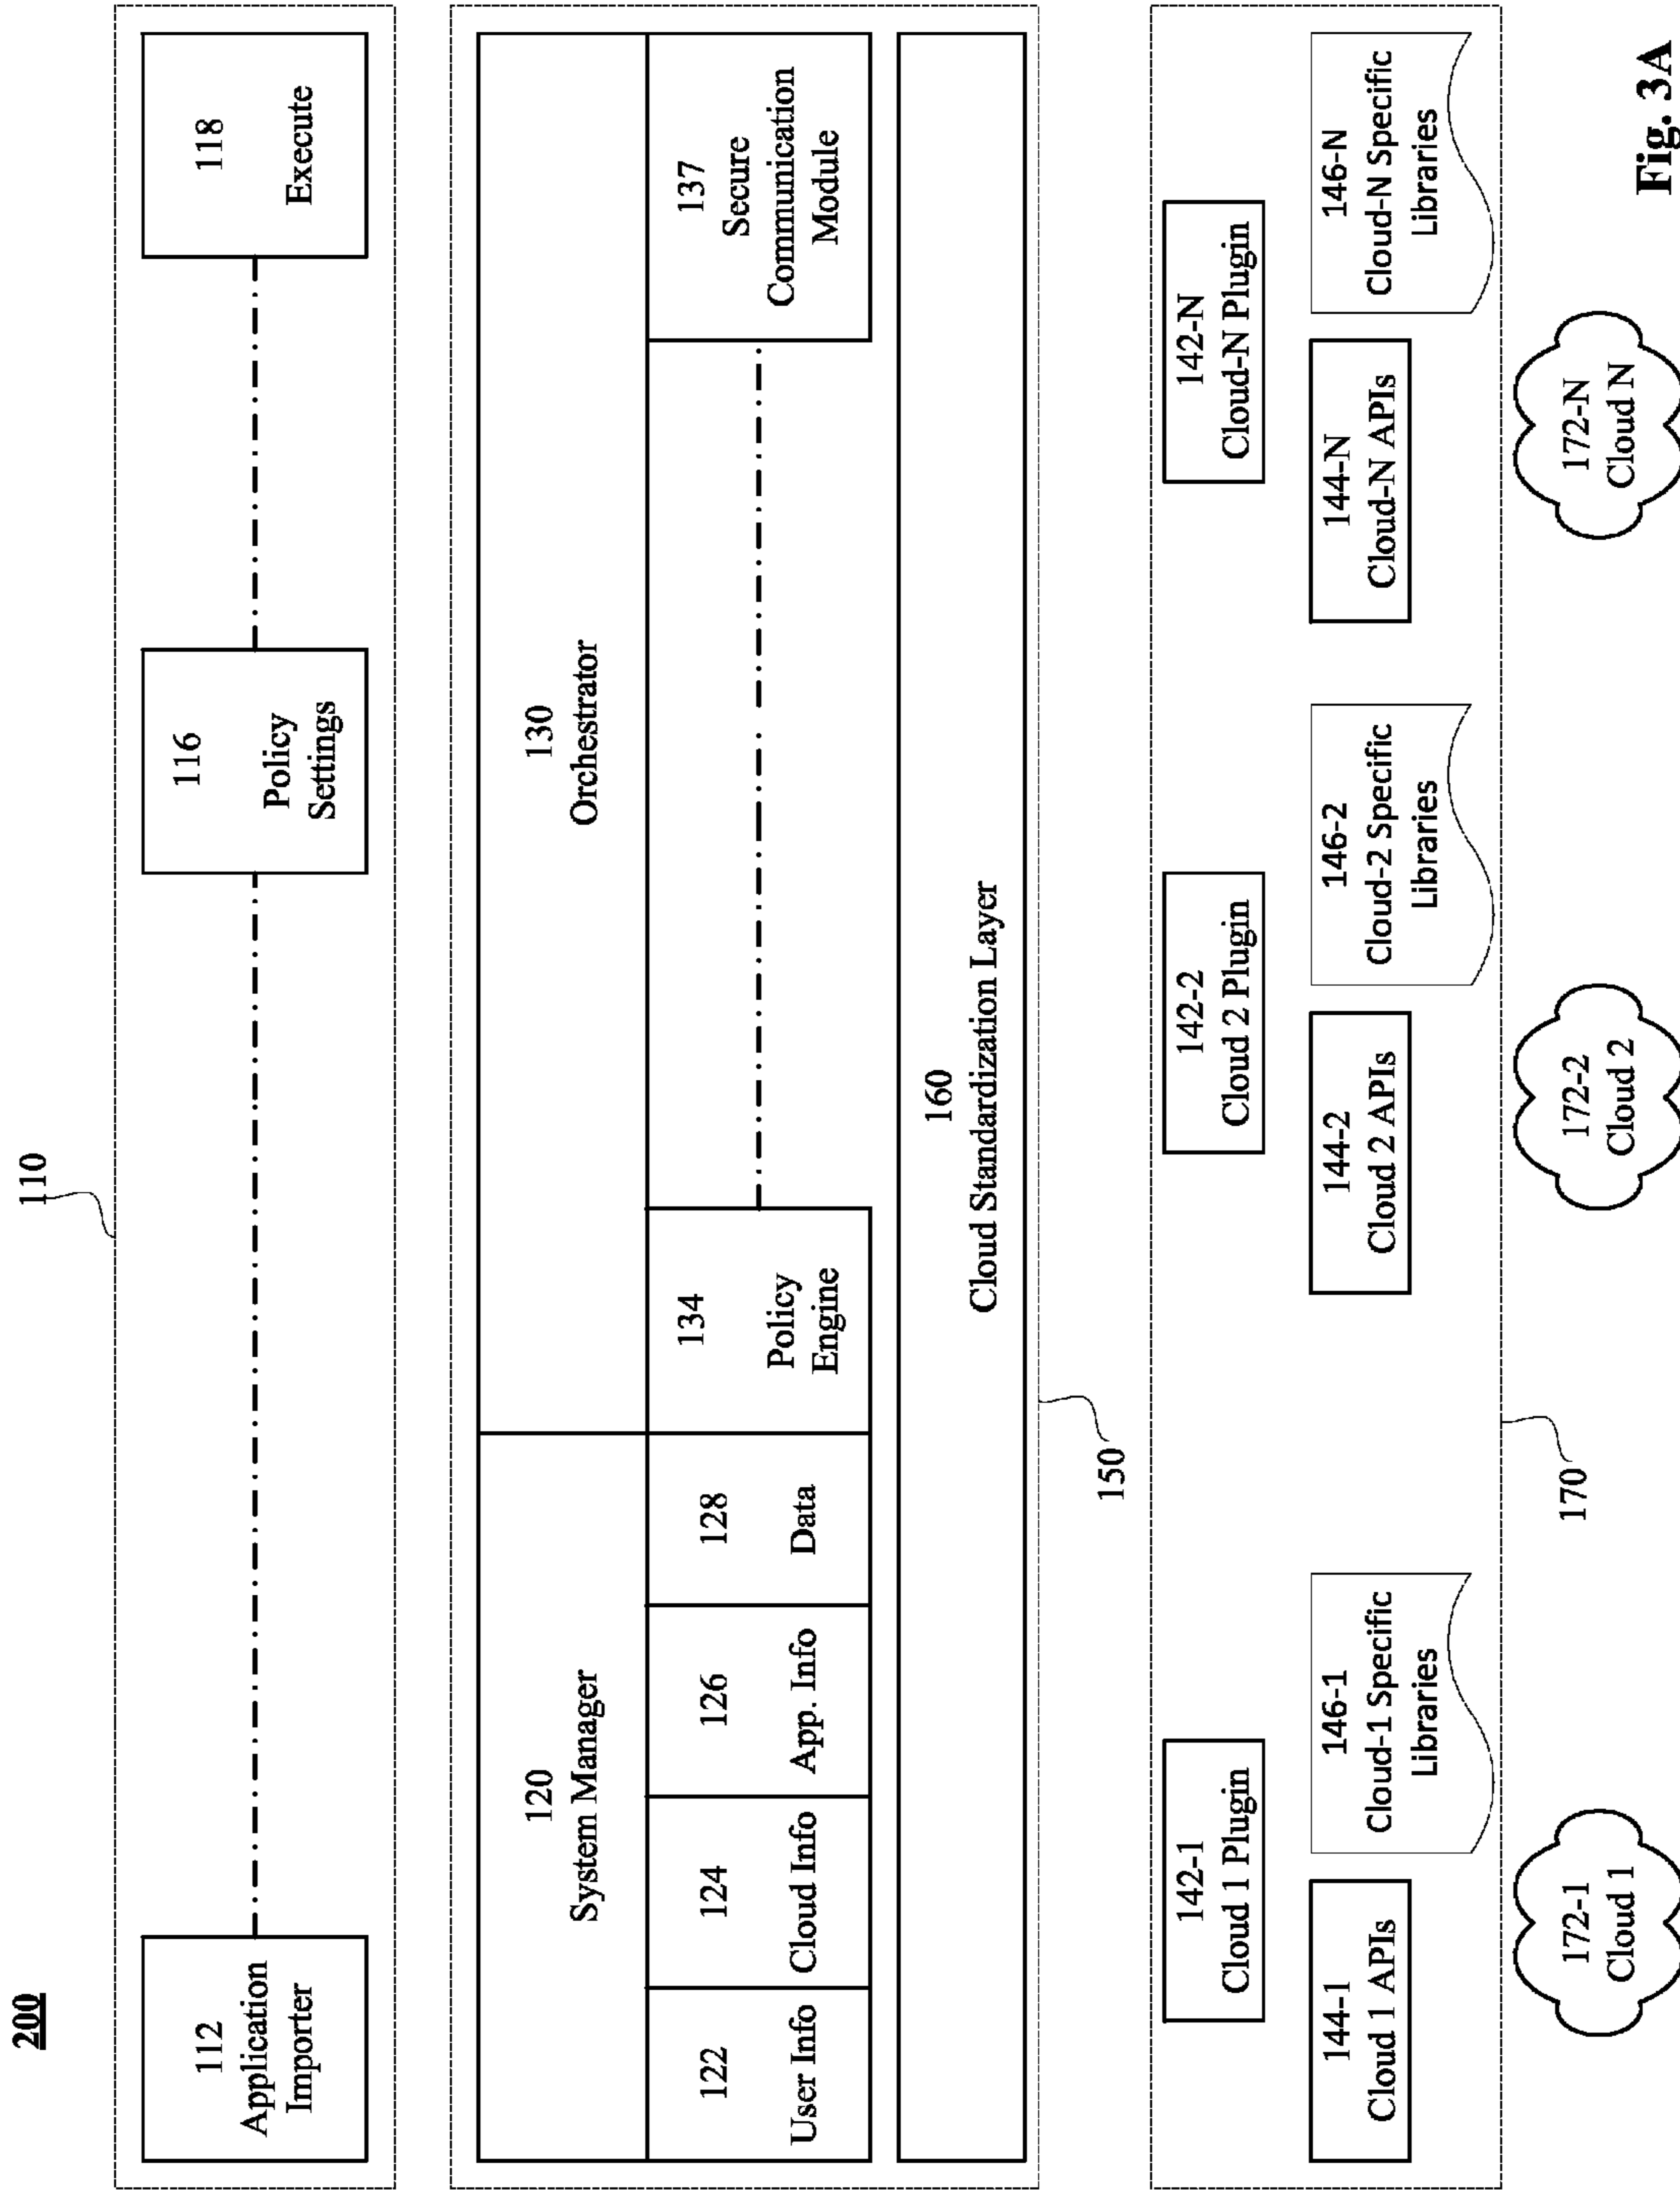 200
110
112
Application
Importer
116
Policy
Settings
118
Execute
120
System Manager
130
Orchestrator
122
User Info
124
Cloud Info
126
App. Info
128
Data
134
Policy
Engine
137
Secure
Communication
Module
160
Cloud Standardization Layer
150
142-1
Cloud 1 Plugin
142-2
Cloud 2 Plugin
142-N
Cloud-N Plugin
144-1
Cloud 1 APIs
146-1
Cloud-1 Specific
Libraries
144-2
Cloud 2 APIs
146-2
Cloud-2 Specific
Libraries
144-N
Cloud-N APIs
146-N
Cloud-N Specific
Libraries
170
172-1
Cloud 1
172-2
Cloud 2
172-N
Cloud N
Fig. 3A